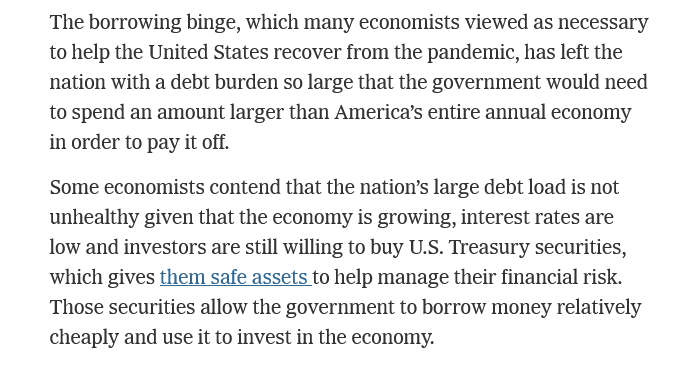 The borrowing binge, which many economists viewed as necessary
to help the United States recover from the pandemic, has left the
nation with a debt burden so large that the government would need
to spend an amount larger than America’s entire annual economy
in order to pay it off.
Some economists contend that the nation’s large debt load is not
unhealthy given that the economy is growing, interest rates are
low and investors are still willing to buy U.S. Treasury securities,
which gives them safe assets to help manage their financial risk.
Those securities allow the government to borrow money relatively
cheaply and use it to invest in the economy.